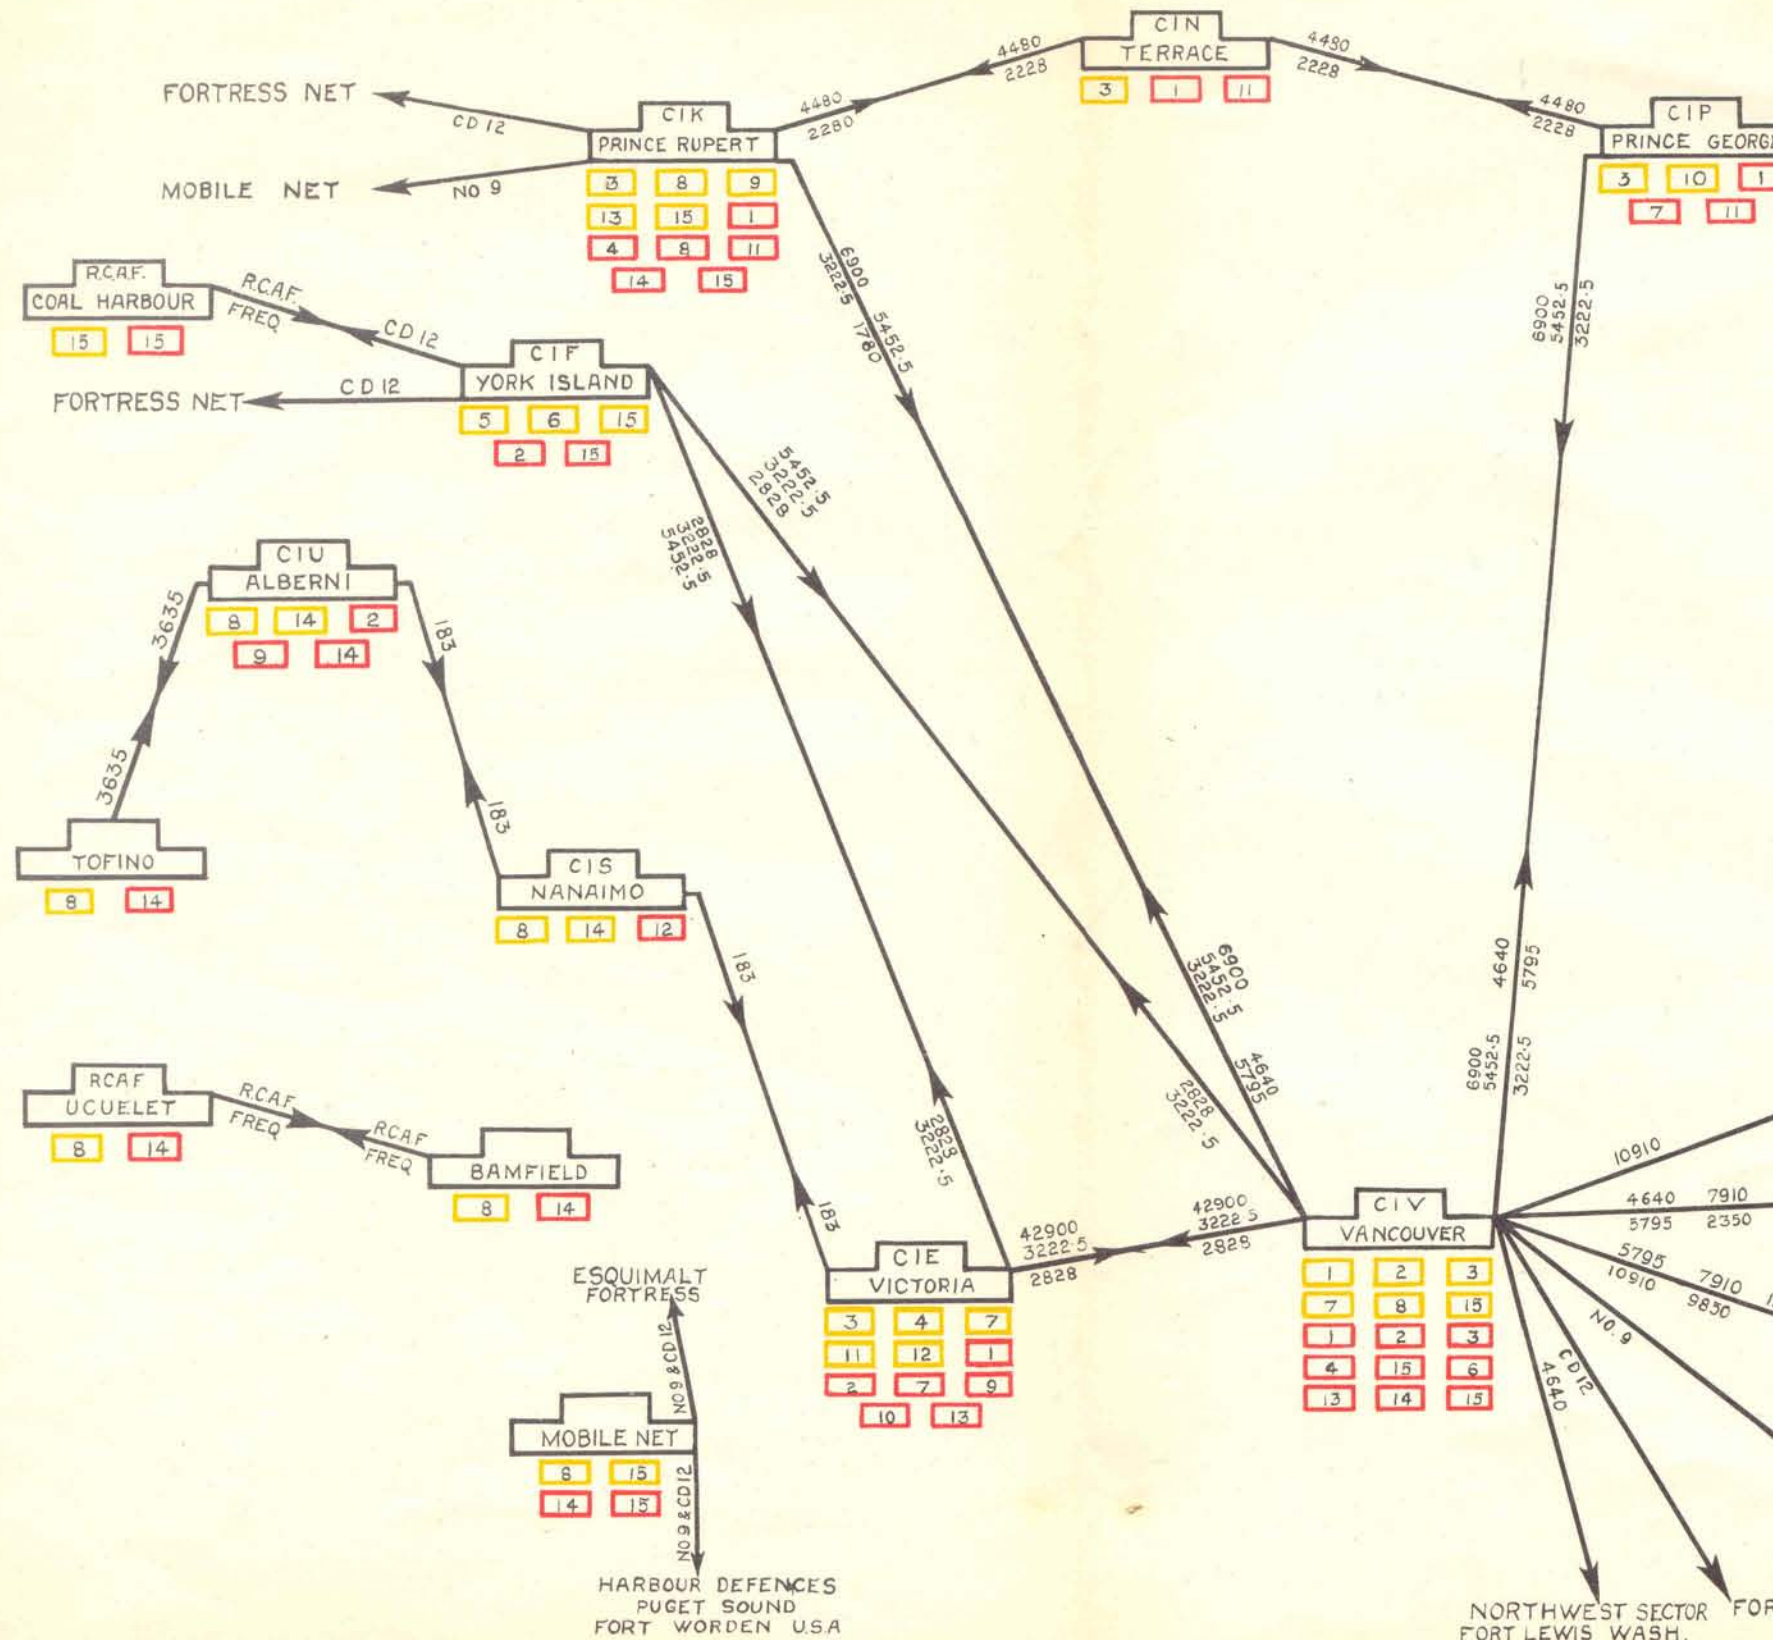 CIN
TERRACE
3 1 11
4480
2228
4480
2228
FORTRESS NET
CD 12
CIK
PRINCE RUPERT
4480
2280
4480
2228
CIP
PRINCE GEORGE
MOBILE NET
NO 9
3 8 9
13 15 1
4 8 11
14 15
3 10 1
7 11
R.C.A.F.
COAL HARBOUR
15 15
R.C.A.F.
FREQ
CD 12
CIF
YORK ISLAND
FORTRESS NET
CD 12
5 6 15
2 15
6900
3222.5
5452.5
1780
6900
5452.5
3222.5
5452.5
3222.5
2828
2828
3222.5
5452.5
CIU
ALBERNI
8 14 2
9 14
3635
183
3635
183
TOFINO
8 14
CIS
NANAIMO
8 14 12
183
6900
5452.5
3222.5
4640
5795
4640
5795
6900
5452.5
3222.5
2828
3222.5
2828
3222.5
RCAF
UCUELET
8 14
R.C.A.F
FREQ
RCAF
FREQ
BAMFIELD
8 14
183
CIE
VICTORIA
3 4 7
11 12 1
2 7 9
10 13
42900
3222.5
2828
42900
3222.5
2828
CIV
VANCOUVER
1 2 3
7 8 15
1 2 3
4 15 6
13 14 15
10910
4640 7910
5795 2350
5795 7910
10910 9830
NO. 9
CD 12
4640
ESQUIMALT
FORTRESS
NO 9 & CD 12
MOBILE NET
8 15
14 15
NO 9 & CD 12
HARBOUR DEFENCES
PUGET SOUND
FORT WORDEN U.S.A
NORTHWEST SECTOR
FORT LEWIS WASH.
FOR